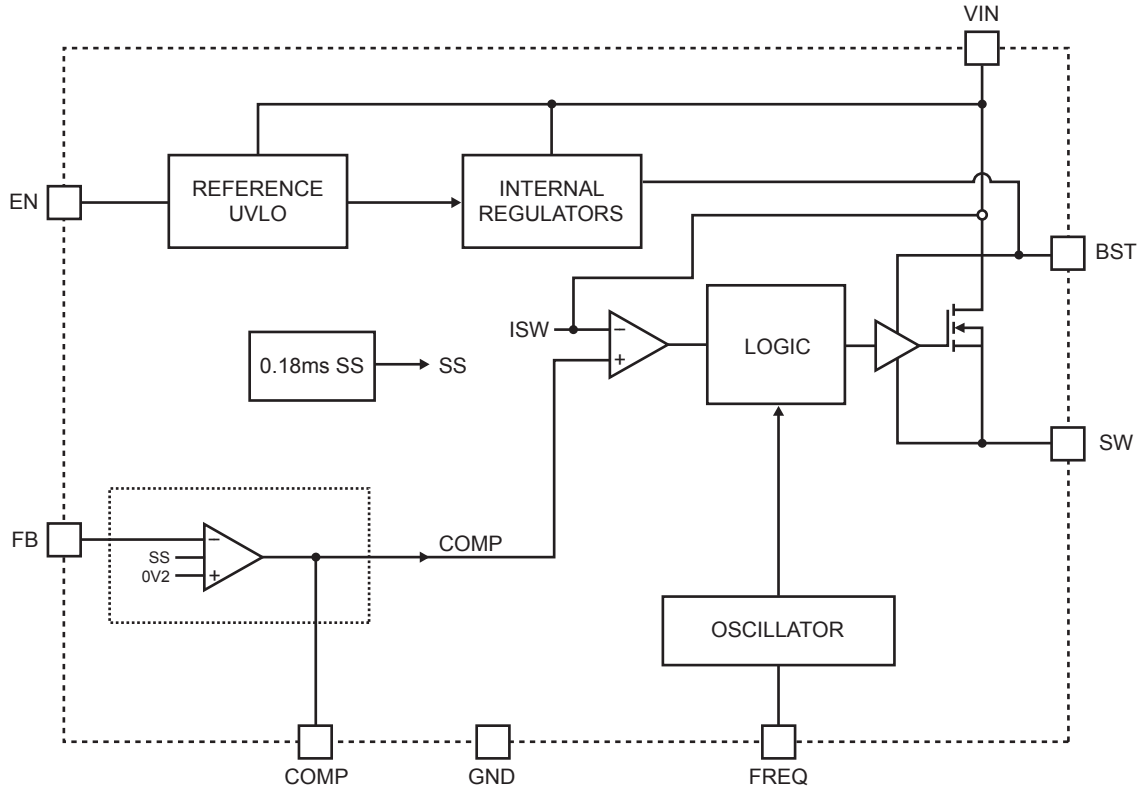 VIN
EN
REFERENCE
UVLO
INTERNAL
REGULATORS
BST
ISW
−
+
LOGIC
0.18ms SS
SS
SW
FB
−
SS
0V2
+
COMP
OSCILLATOR
COMP
GND
FREQ